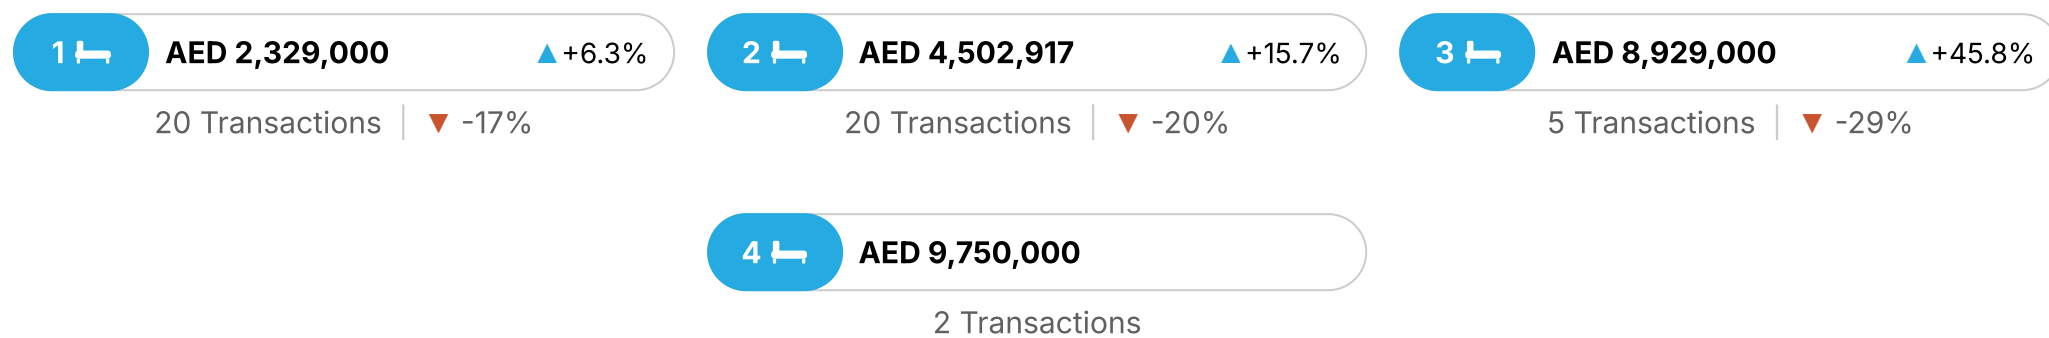 1 AED 2,329,000 ▲+6.3%
20 Transactions | ▼ -17%
2 AED 4,502,917 ▲+15.7%
20 Transactions | ▼ -20%
3 AED 8,929,000 ▲+45.8%
5 Transactions | ▼ -29%
4 AED 9,750,000
2 Transactions